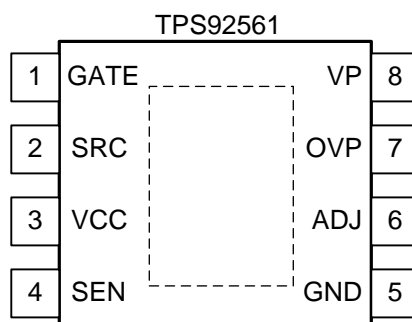 TPS92561
1 GATE VP 8
2 SRC OVP 7
3 VCC ADJ 6
4 SEN GND 5